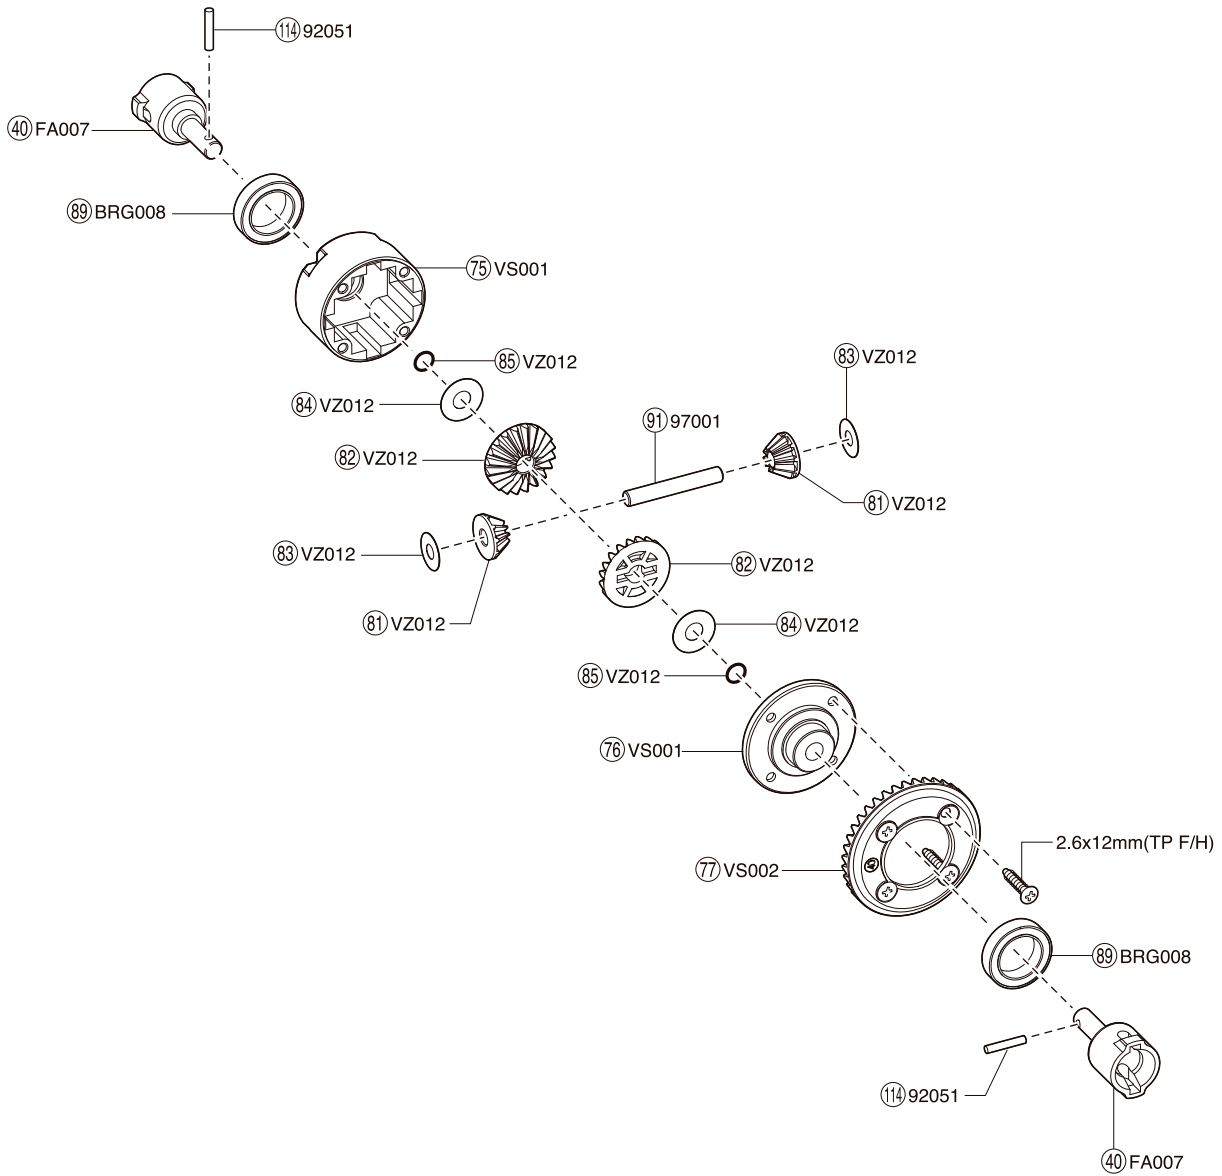 114 92051
40 FA007
89 BRG008
75 VS001
85 VZ012
83 VZ012
84 VZ012
91 97001
82 VZ012
81 VZ012
83 VZ012
82 VZ012
81 VZ012
84 VZ012
85 VZ012
76 VS001
2.6x12mm(TP F/H)
77 VS002
89 BRG008
114 92051
40 FA007